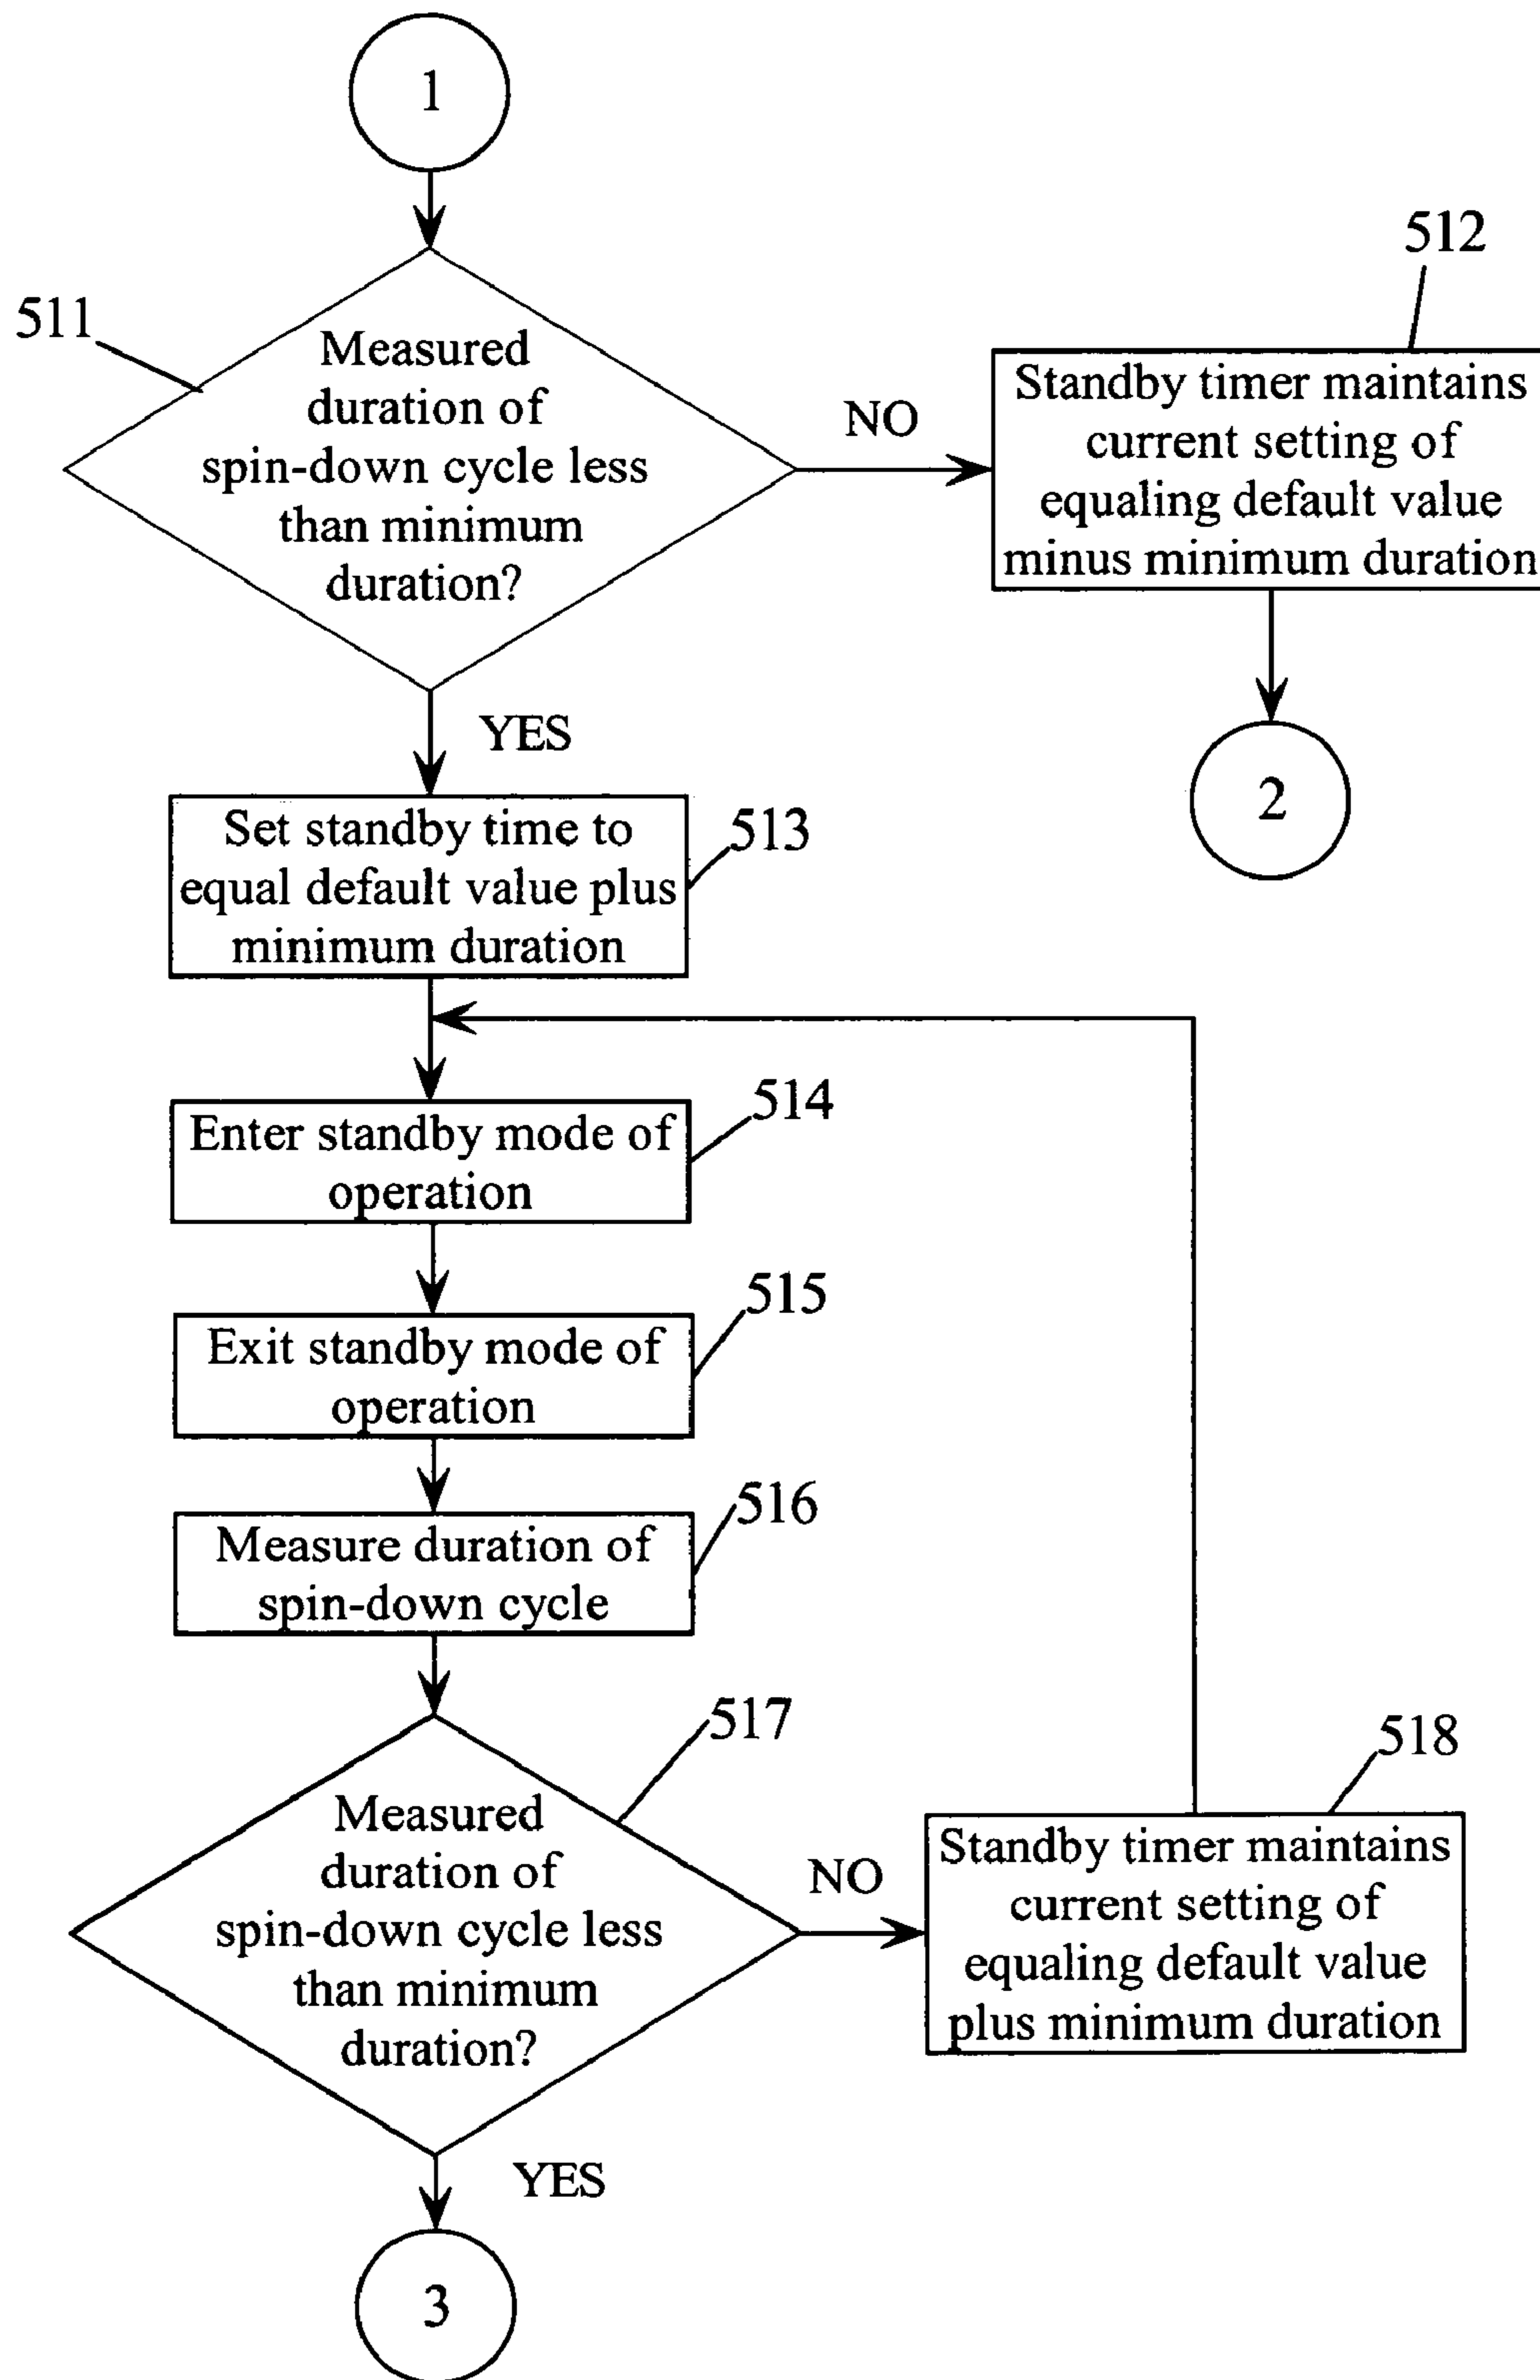 1
511
Measured
duration of
spin-down cycle less
than minimum
duration?
NO
512
Standby timer maintains
current setting of
equaling default value
minus minimum duration
2
YES
Set standby time to
equal default value plus
minimum duration
513
Enter standby mode of
operation
514
Exit standby mode of
operation
515
Measure duration of
spin-down cycle
516
517
Measured
duration of
spin-down cycle less
than minimum
duration?
NO
518
Standby timer maintains
current setting of
equaling default value
plus minimum duration
YES
3